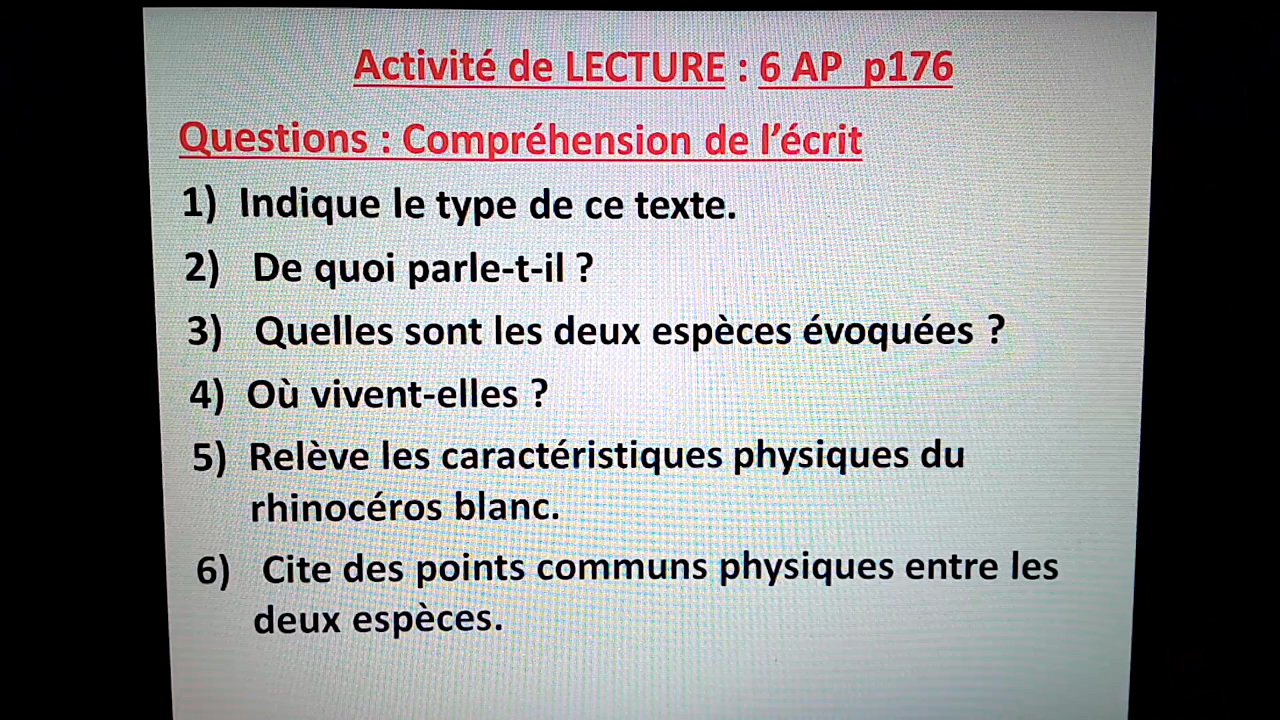 Activité de LECTURE : 6 AP p176
Questions : Compréhension de l'écrit
1) Indique le type de ce texte.
2) De quoi parle-t-il ?
3) Quelles sont les deux espèces évoquées ?
4) Où vivent-elles ?
5) Relève les caractéristiques physiques du
rhinocéros blanc.
6) Cite des points communs physiques entre les
deux espèces.